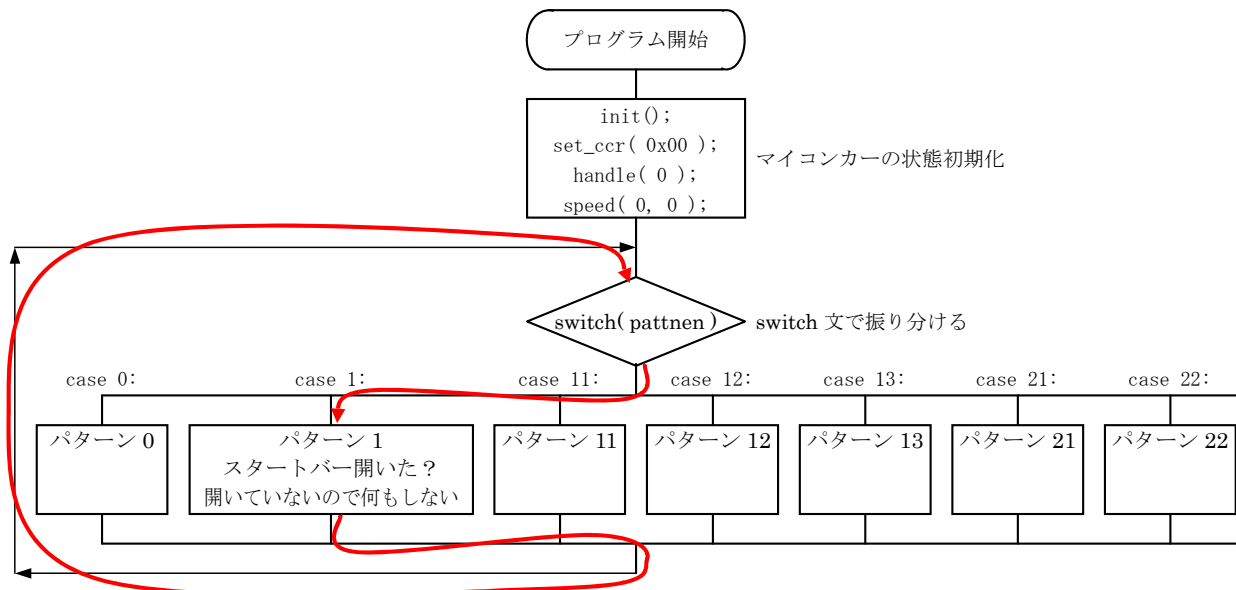 プログラム開始
init();
set_ccr( 0x00 );
handle( 0 );
speed( 0, 0 );
マイコンカーの状態初期化
switch( pattnen )
switch 文で振り分ける
case 0:
case 1:
case 11:
case 12:
case 13:
case 21:
case 22:
パターン 0
パターン 1
スタートバー開いた？
開いていないので何もしない
パターン 11
パターン 12
パターン 13
パターン 21
パターン 22